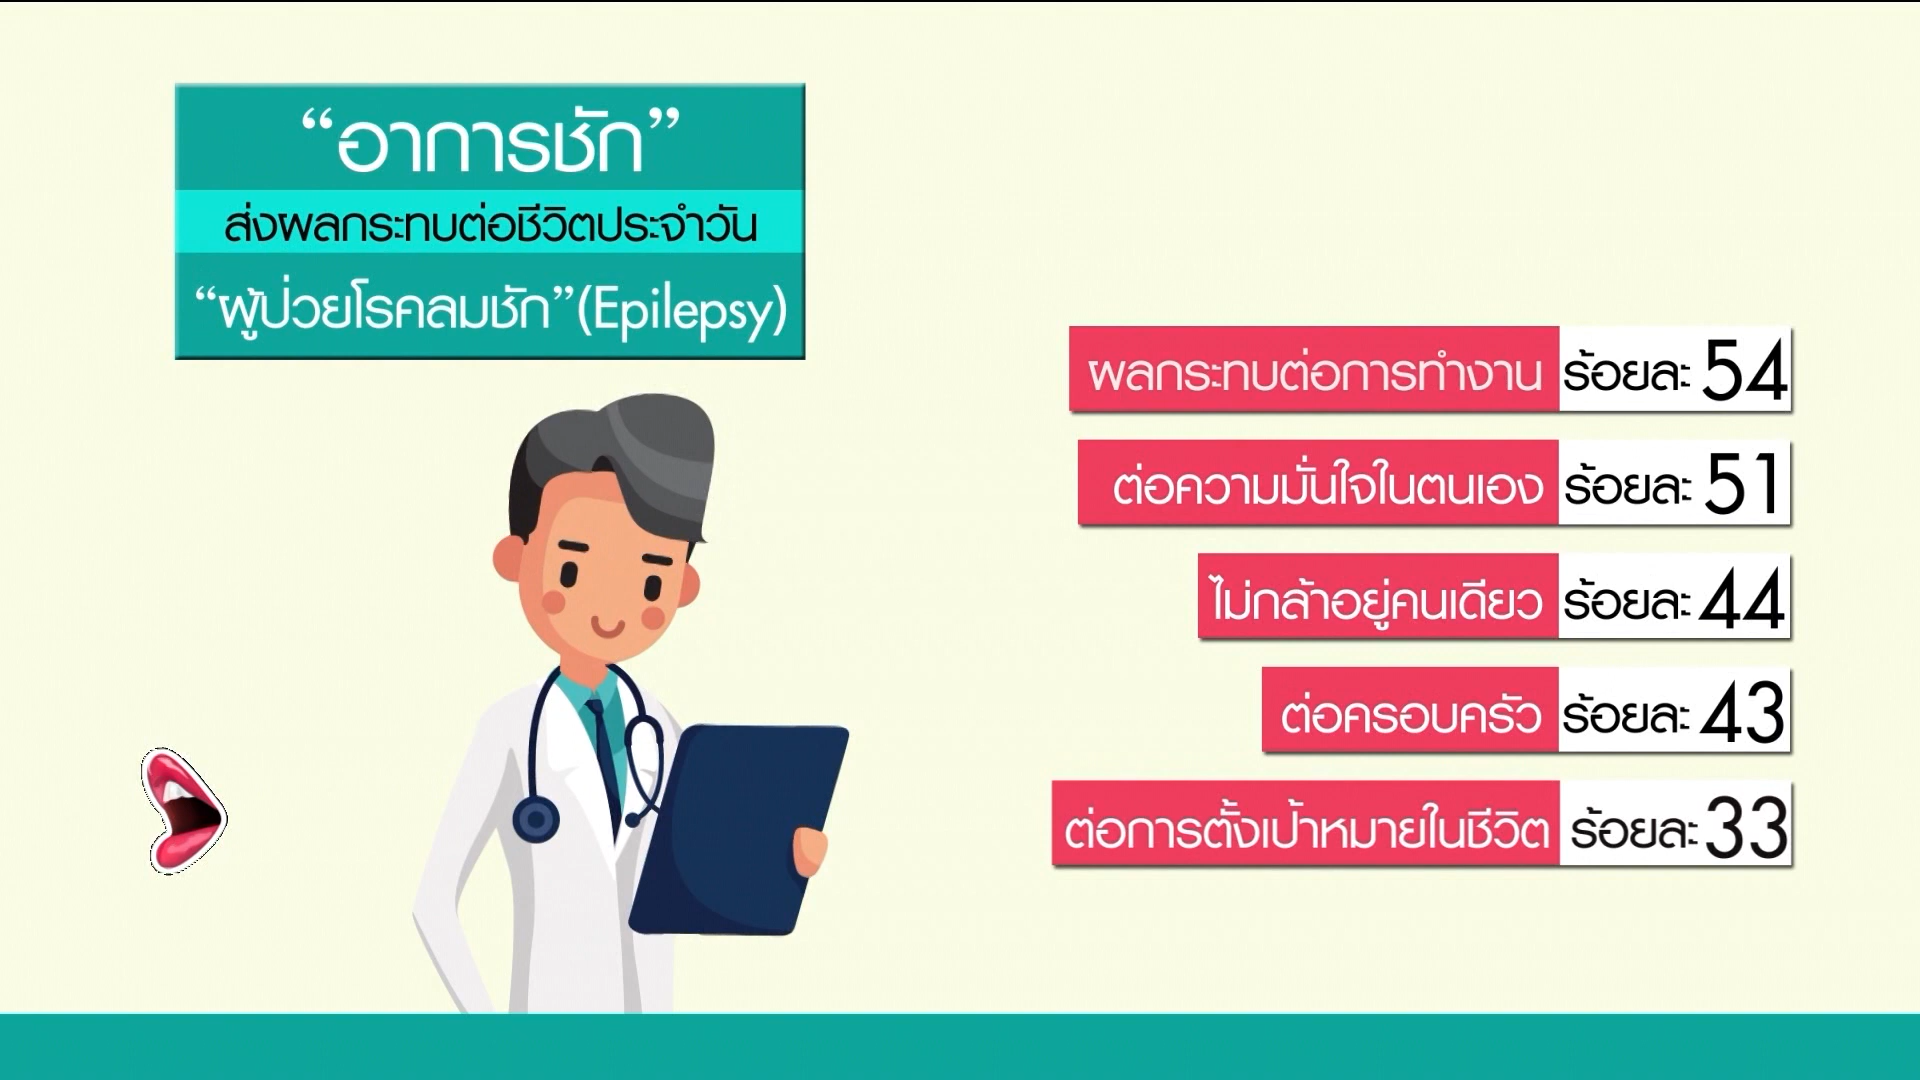 “อาการชัก”
ส่งผลกระทบต่อชีวิตประจำวัน
“ผู้ป่วยโรคลมชัก”(Epilepsy)
ผลกระทบต่อการทำงาน ร้อยละ 54
ต่อความมั่นใจในตนเอง ร้อยละ 51
ไม่กล้าอยู่คนเดียว ร้อยละ 44
ต่อครอบครัว ร้อยละ 43
ต่อการตั้งเป้าหมายในชีวิต ร้อยละ 33